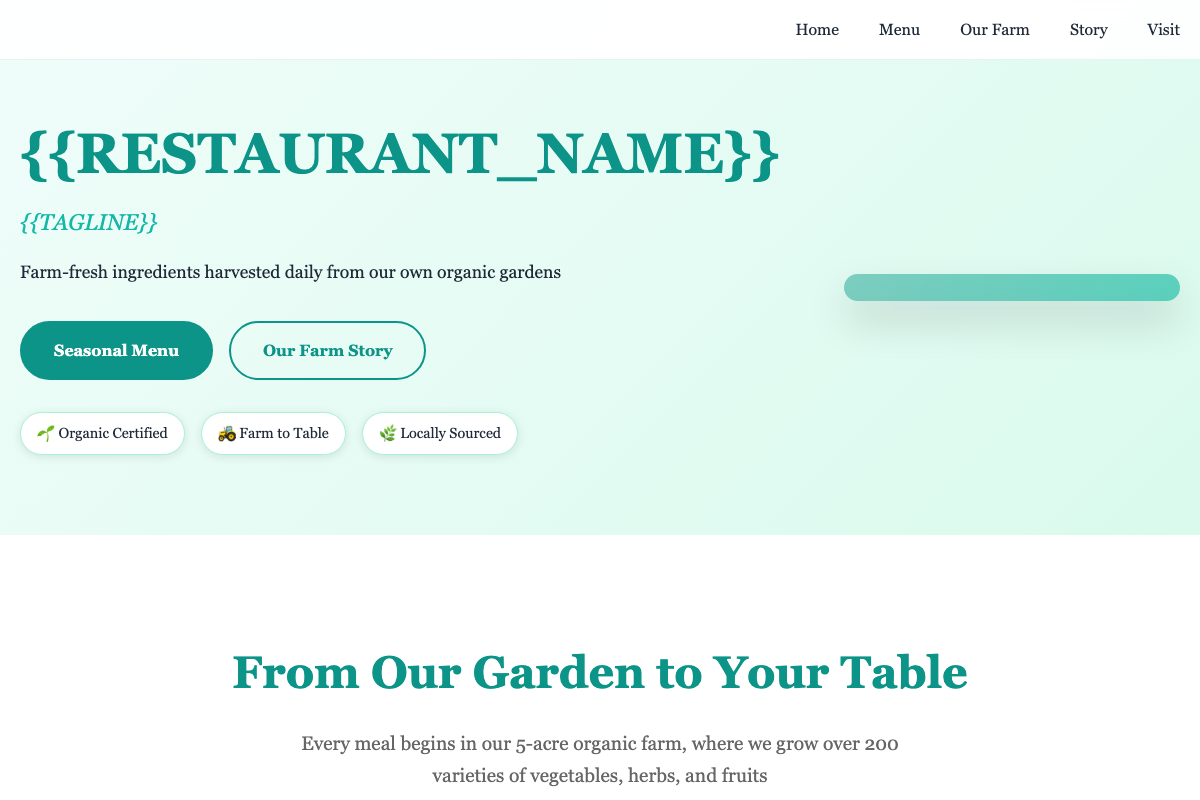 Home
Menu
Our Farm
Story
Visit
{{RESTAURANT_NAME}}
{{TAGLINE}}
Farm-fresh ingredients harvested daily from our own organic gardens
Seasonal Menu
Our Farm Story
🌱 Organic Certified
🚜 Farm to Table
🌿 Locally Sourced
From Our Garden to Your Table
Every meal begins in our 5-acre organic farm, where we grow over 200
varieties of vegetables, herbs, and fruits